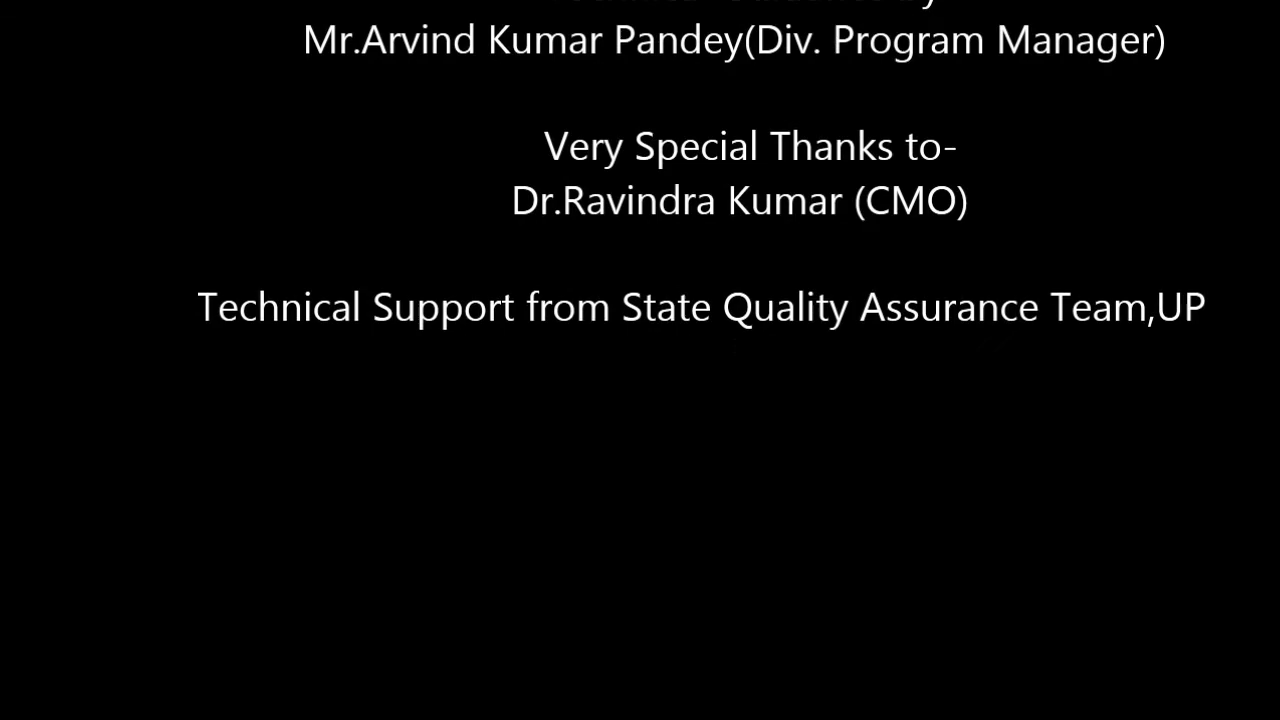 Mr.Arvind Kumar Pandey(Div. Program Manager)
Very Special Thanks to-
Dr.Ravindra Kumar (CMO)
Technical Support from State Quality Assurance Team,UP